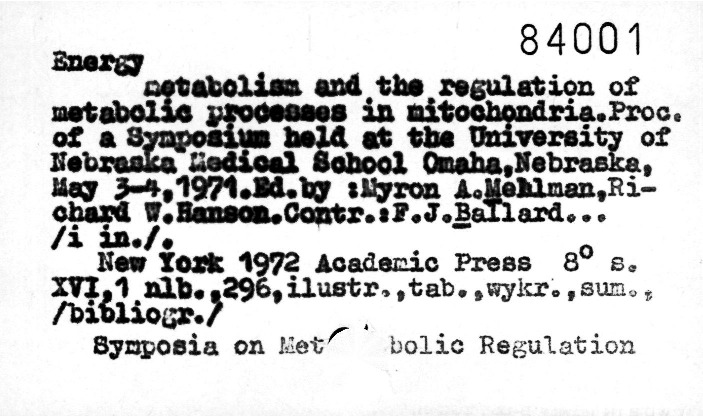 84001
Energy
metabolism and the regulation of
metabolic processes in mitochondria.Proc.
of a Symposium held at the University of
Nebraska Medical School Omaha,Nebraska,
May 3-4,1971.Ed.by :Myron A.Mehlman,Ri-
chard W.Hanson.Contr.:F.J.Ballard...
/i in./.
New York 1972 Academic Press 8° s.
XVI,1 nlb.,296,ilustr.,tab.,wykr.,sum.,
/bibliogr./
Symposia on Met bolic Regulation